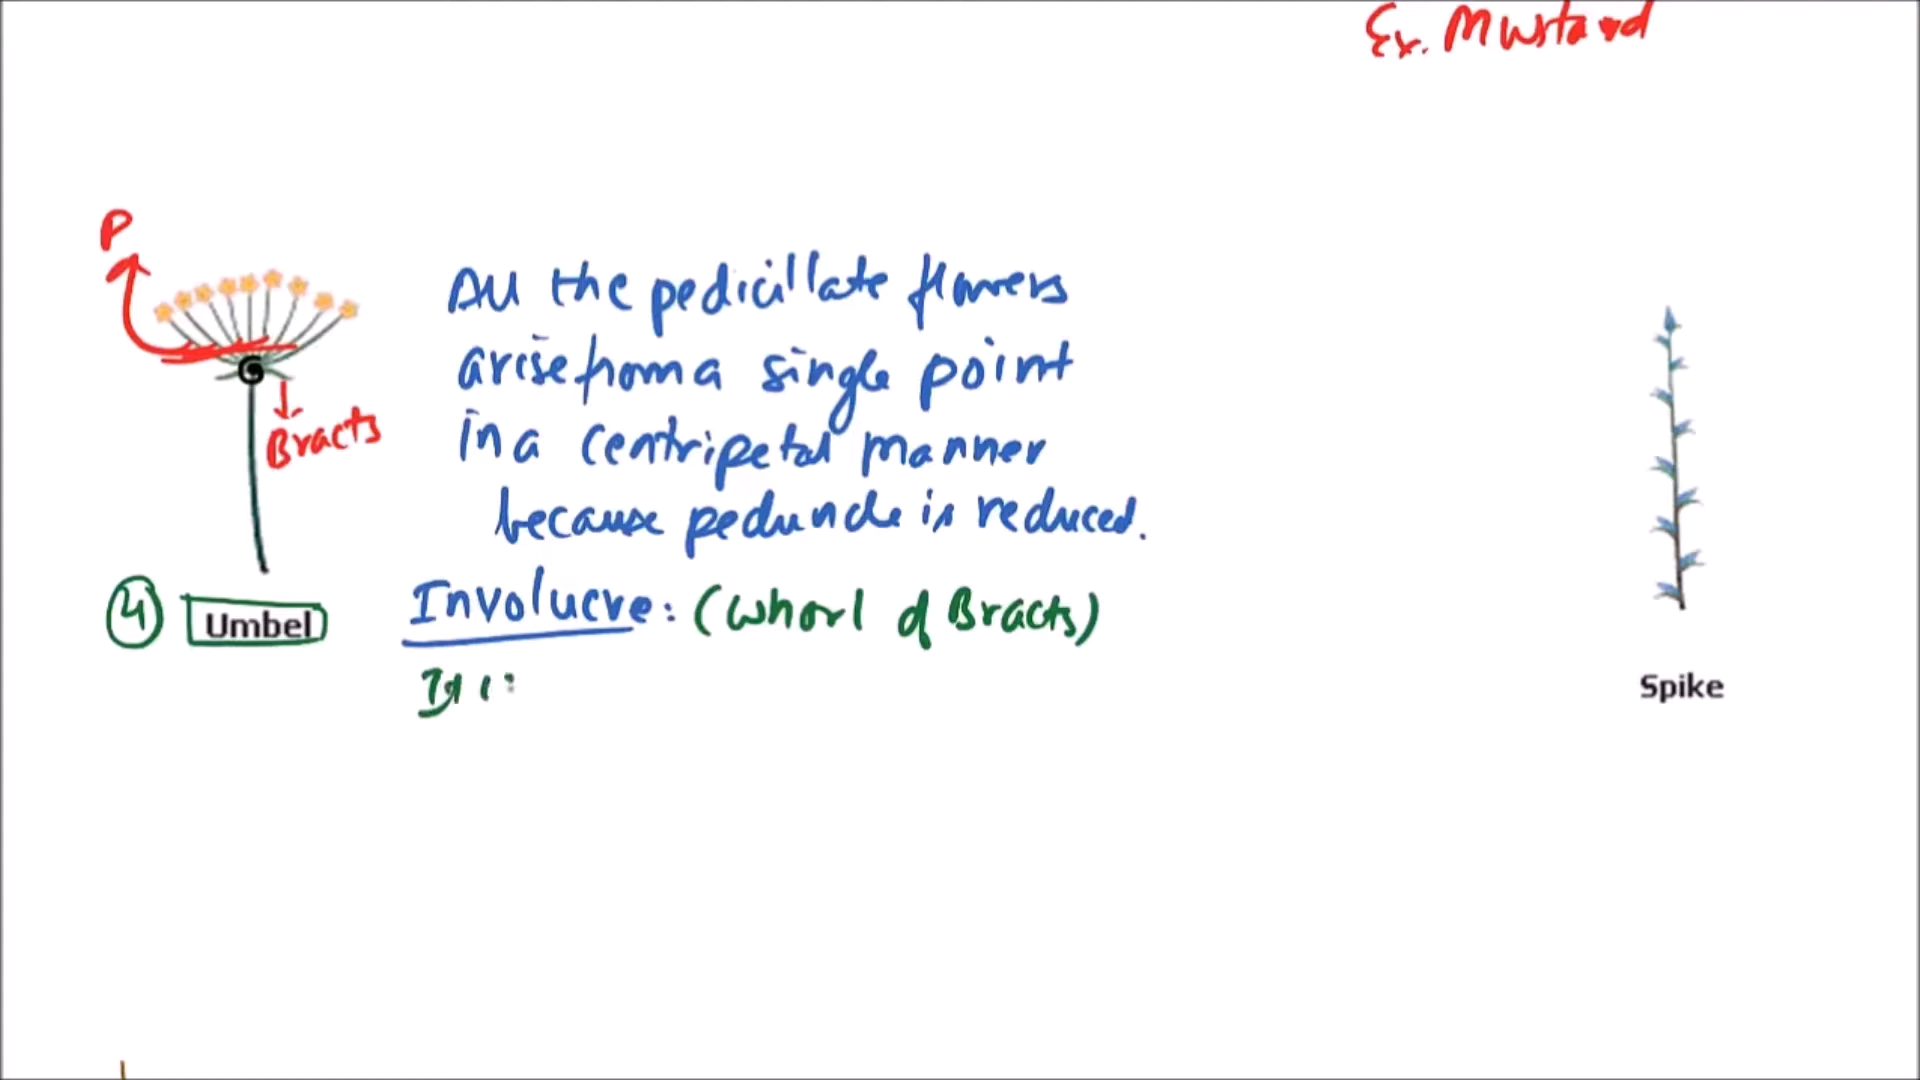 Ex. Mustard
P
All the pedicillate flowers
arise from a single point
in a centripetal manner
because peduncle is reduced.
Bracts
4 Umbel
Involucre: (Whorl of Bracts)
Spike